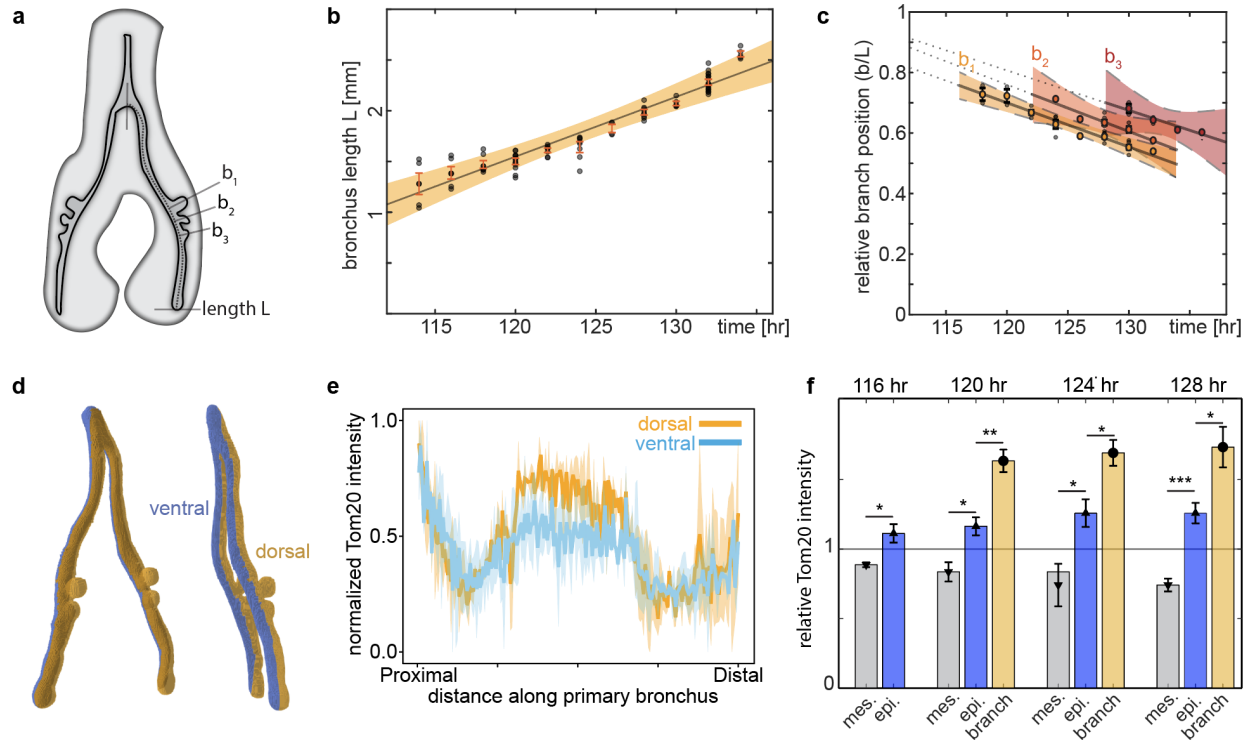 a
b₁
b₂
b₃
length L
b
bronchus length L [mm]
2
1
115
120
125
130
time [hr]
c
relative branch position (b/L)
1
0.8
0.6
0.4
0.2
0
b₁
b₂
b₃
115
120
125
130
time [hr]
d
ventral
dorsal
e
normalized Tom20 intensity
1.0
0.5
0.0
dorsal
ventral
Proximal
Distal
distance along primary bronchus
f
116 hr
120 hr
124 hr
128 hr
relative Tom20 intensity
1
0
*
*
**
*
*
***
*
mes.
epi.
mes.
epi.
branch
mes.
epi.
branch
mes.
epi.
branch